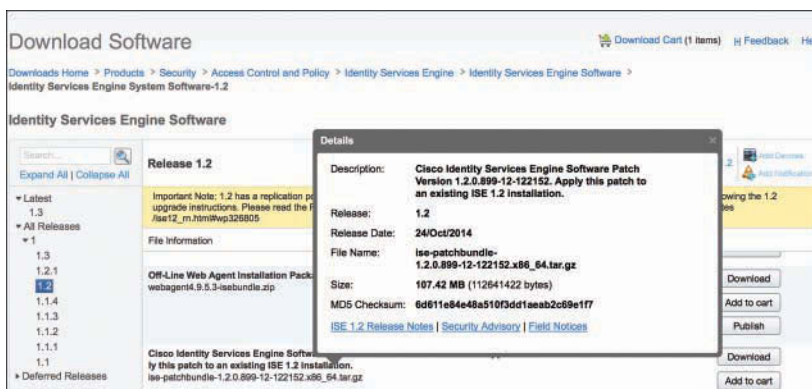 Download Software
Download Cart (1 items) Feedback He
Downloads Home > Products > Security > Access Control and Policy > Identity Services Engine > Identity Services Engine Software >
Identity Services Engine System Software-1.2
Identity Services Engine Software
Search...
Expand All | Collapse All
Latest
1.3
All Releases
1
1.3
1.2.1
1.2
1.1.4
1.1.3
1.1.2
1.1.1
1.1
Deferred Releases
Release 1.2
Add Devices
Add Notification
Important Note: 1.2 has a replication
upgrade instructions. Please read the
/ise12_rn.html#wp326805
owing the 1.2
File Information
Off-Line Web Agent Installation
webagent4.9.5.3-isebundle.zip
Cisco Identity Services Engine
ly this patch to an existing ISE 1.2 installation.
ise-patchbundle-1.2.0.899-12-122152.x86_64.tar.gz
Details
Description: Cisco Identity Services Engine Software Patch
Version 1.2.0.899-12-122152. Apply this patch to
an existing ISE 1.2 installation.
Release: 1.2
Release Date: 24/Oct/2014
File Name: ise-patchbundle-
1.2.0.899-12-122152.x86_64.tar.gz
Size: 107.42 MB (112641422 bytes)
MD5 Checksum: 6d611e84e48a510f3dd1aeab2c69e1f7
ISE 1.2 Release Notes | Security Advisory | Field Notices
Download
Add to cart
Publish
Download
Add to cart